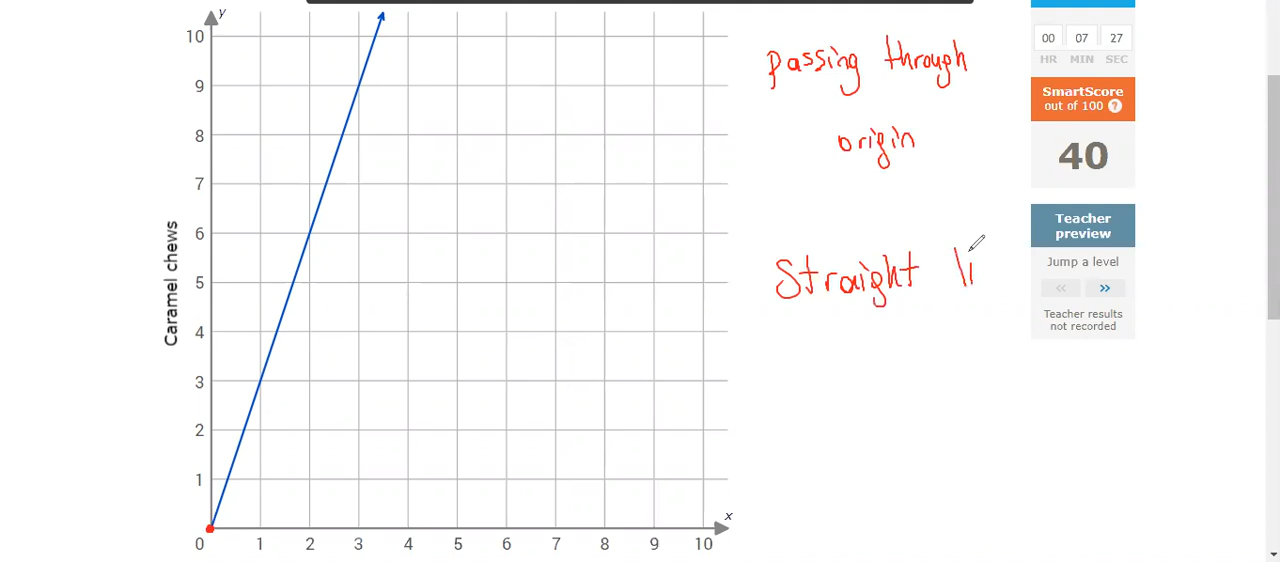 y
10
9
8
7
6
5
4
3
2
1
0
1 2 3 4 5 6 7 8 9 10
x
Caramel chews
passing through
origin
Straight
00 07 27
HR MIN SEC
SmartScore
out of 100 ?
40
Teacher
preview
Jump a level
<< >>
Teacher results
not recorded